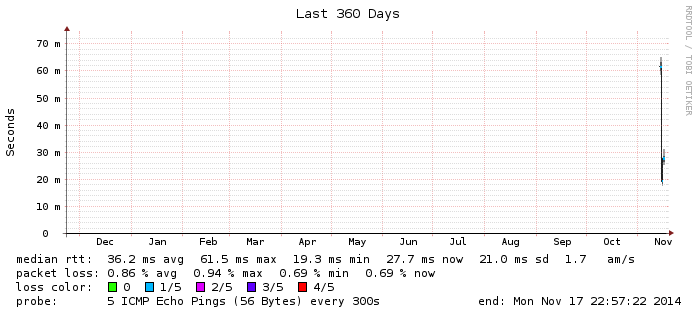 Last 360 Days
RRDTOOL / TOBI OETIKER
Seconds
70 m
60 m
50 m
40 m
30 m
20 m
10 m
0
Dec Jan Feb Mar Apr May Jun Jul Aug Sep Oct Nov
median rtt: 36.2 ms avg 61.5 ms max 19.3 ms min 27.7 ms now 21.0 ms sd 1.7 am/s
packet loss: 0.86 % avg 0.94 % max 0.69 % min 0.69 % now
loss color: 0 1/5 2/5 3/5 4/5
probe: 5 ICMP Echo Pings (56 Bytes) every 300s end: Mon Nov 17 22:57:22 2014